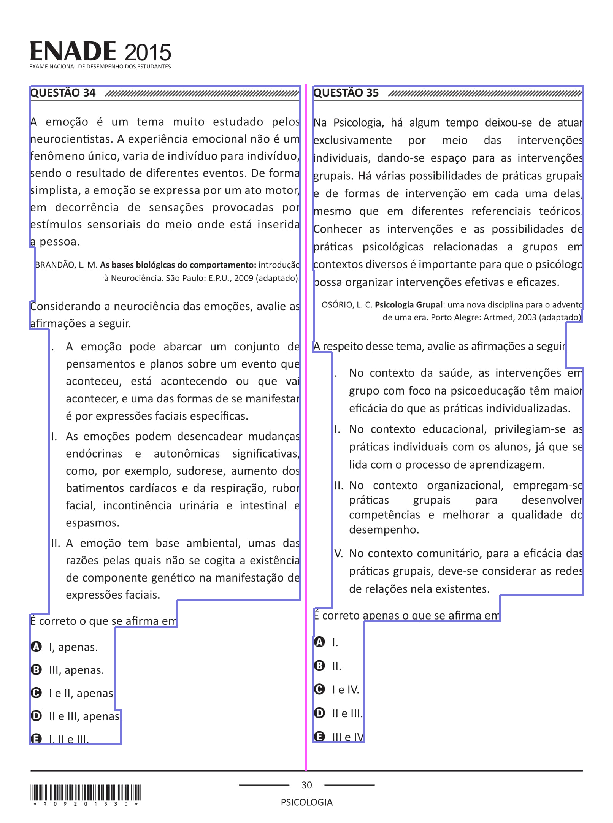 ENADE 2015
EXAME NACIONAL DE DESEMPENHO DOS ESTUDANTES
QUESTÃO 34
A emoção é um tema muito estudado pelos
neurocientistas. A experiência emocional não é um
fenômeno único, varia de indivíduo para indivíduo,
sendo o resultado de diferentes eventos. De forma
simplista, a emoção se expressa por um ato motor,
em decorrência de sensações provocadas por
estímulos sensoriais do meio onde está inserida
a pessoa.
BRANDÃO, L. M. As bases biológicas do comportamento: introdução
à Neurociência. São Paulo: E.P.U., 2009 (adaptado)
Considerando a neurociência das emoções, avalie as
afirmações a seguir.
. A emoção pode abarcar um conjunto de
pensamentos e planos sobre um evento que
aconteceu, está acontecendo ou que vai
acontecer, e uma das formas de se manifestar
é por expressões faciais específicas.
I. As emoções podem desencadear mudanças
endócrinas e autonômicas significativas,
como, por exemplo, sudorese, aumento dos
batimentos cardíacos e da respiração, rubor
facial, incontinência urinária e intestinal e
espasmos.
II. A emoção tem base ambiental, umas das
razões pelas quais não se cogita a existência
de componente genético na manifestação de
expressões faciais.
É correto o que se afirma em
A I, apenas.
B III, apenas.
C I e II, apenas
D II e III, apenas
E I, II e III.
QUESTÃO 35
Na Psicologia, há algum tempo deixou-se de atuar
exclusivamente por meio das intervenções
individuais, dando-se espaço para as intervenções
grupais. Há várias possibilidades de práticas grupais
e de formas de intervenção em cada uma delas,
mesmo que em diferentes referenciais teóricos.
Conhecer as intervenções e as possibilidades de
práticas psicológicas relacionadas a grupos em
contextos diversos é importante para que o psicólogo
possa organizar intervenções efetivas e eficazes.
OSÓRIO, L. C. Psicologia Grupal: uma nova disciplina para o advento
de uma era. Porto Alegre: Artmed, 2003 (adaptado)
A respeito desse tema, avalie as afirmações a seguir
. No contexto da saúde, as intervenções em
grupo com foco na psicoeducação têm maior
eficácia do que as práticas individualizadas.
I. No contexto educacional, privilegiam-se as
práticas individuais com os alunos, já que se
lida com o processo de aprendizagem.
II. No contexto organizacional, empregam-se
práticas grupais para desenvolver
competências e melhorar a qualidade do
desempenho.
V. No contexto comunitário, para a eficácia das
práticas grupais, deve-se considerar as redes
de relações nela existentes.
É correto apenas o que se afirma em
A I.
B II.
C I e IV.
D II e III.
E III e IV
30
PSICOLOGIA